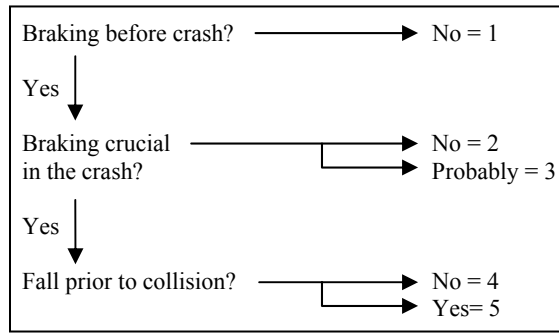 Braking before crash? No = 1
Yes
Braking crucial No = 2
in the crash? Probably = 3
Yes
Fall prior to collision? No = 4
Yes= 5